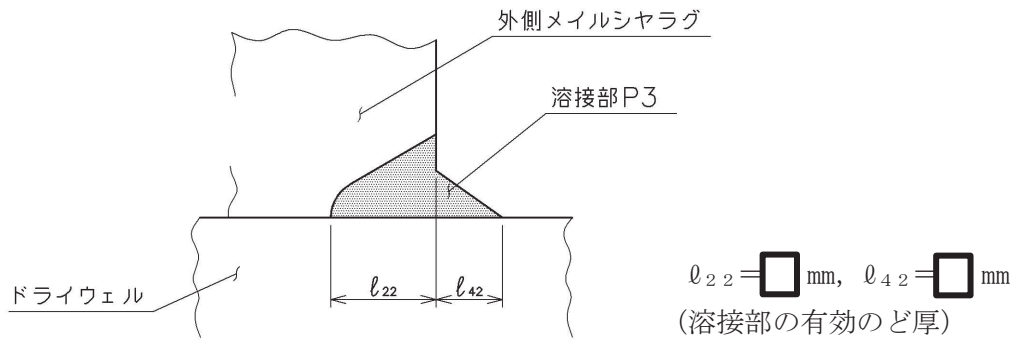 外側メイルシヤラグ
溶接部P3
ドライウェル
ℓ22
ℓ42
ℓ22=□mm, ℓ42=□mm
(溶接部の有効のど厚)